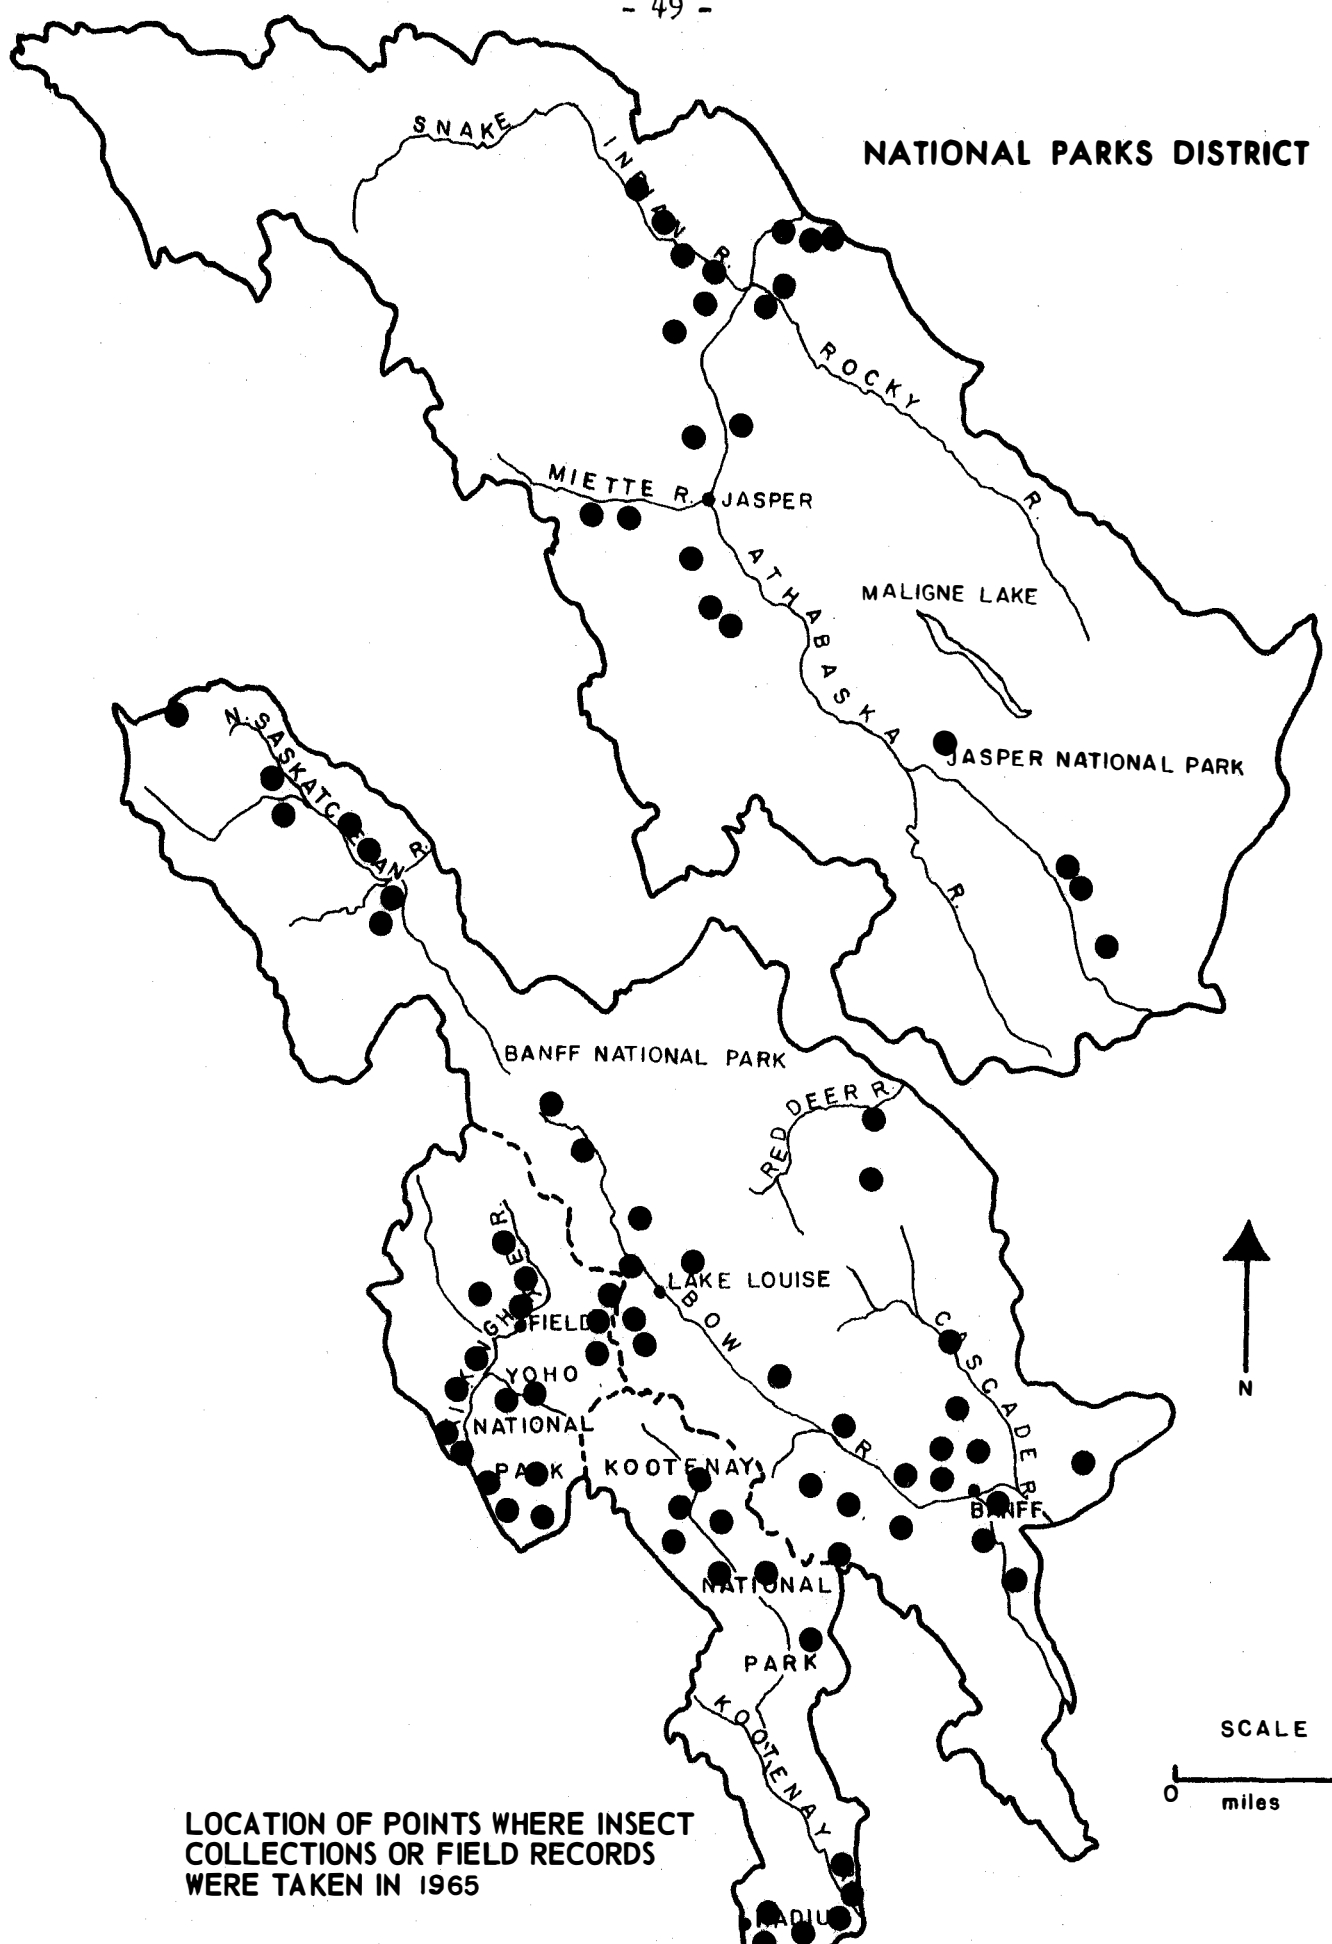 - 49 -
NATIONAL PARKS DISTRICT
SNAKE INDIAN R.
ROCKY R.
MIETTE R.
JASPER
ATHABASKA R.
MALIGNE LAKE
JASPER NATIONAL PARK
N. SASKATCHEWAN R.
BANFF NATIONAL PARK
RED DEER R.
LAKE LOUISE
BOW R.
CASCADE R.
FIELD
YOHO
NATIONAL
PARK
KOOTENAY
NATIONAL
PARK
BANFF
N
KOOTENAY
SCALE
0
miles
LOCATION OF POINTS WHERE INSECT
COLLECTIONS OR FIELD RECORDS
WERE TAKEN IN 1965